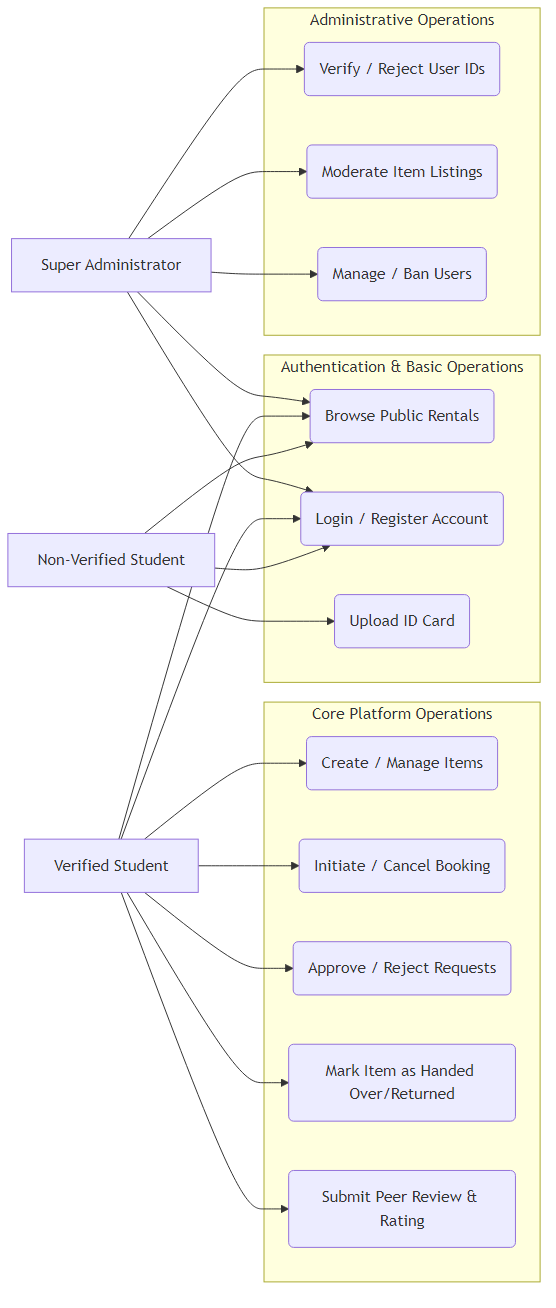 Administrative Operations
Verify / Reject User IDs
Moderate Item Listings
Super Administrator
Manage / Ban Users
Authentication & Basic Operations
Browse Public Rentals
Login / Register Account
Non-Verified Student
Upload ID Card
Core Platform Operations
Create / Manage Items
Verified Student
Initiate / Cancel Booking
Approve / Reject Requests
Mark Item as Handed
Over/Returned
Submit Peer Review &
Rating